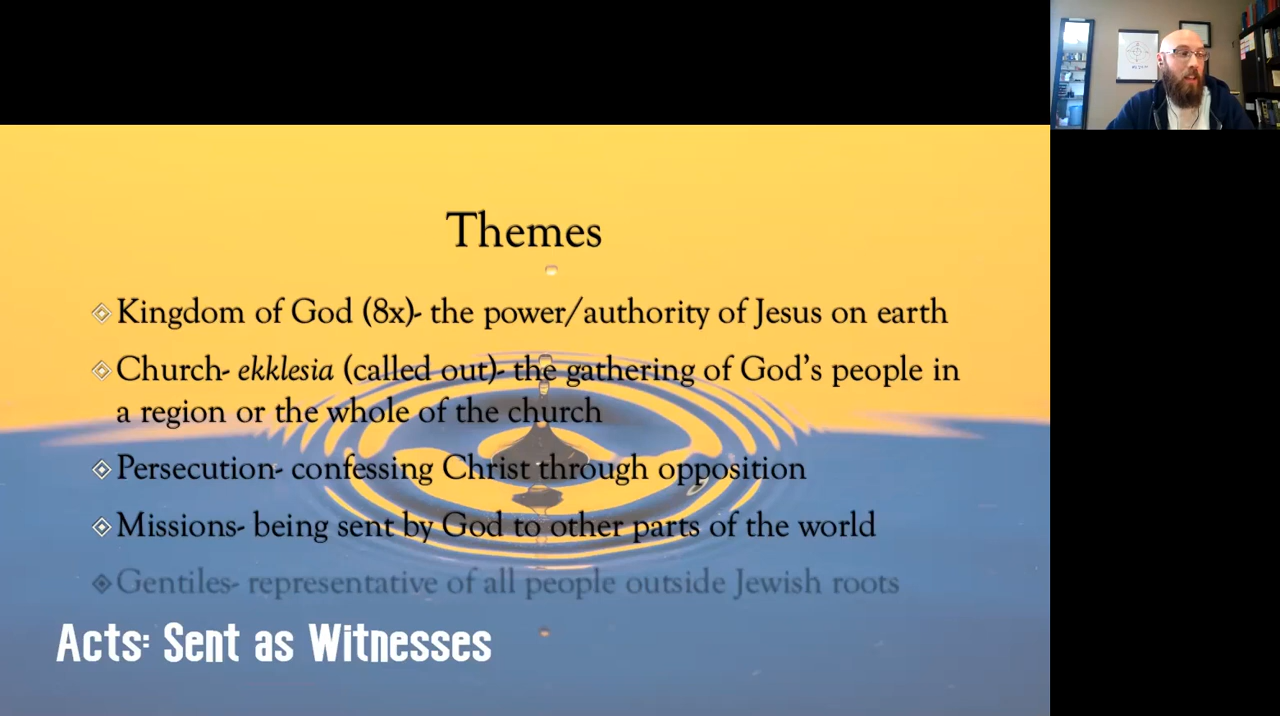 Themes
Kingdom of God (8x)- the power/authority of Jesus on earth
Church- ekklesia (called out)- the gathering of God's people in
a region or the whole of the church
Persecution- confessing Christ through opposition
Missions- being sent by God to other parts of the world
Gentiles- representative of all people outside Jewish roots
Acts: Sent as Witnesses